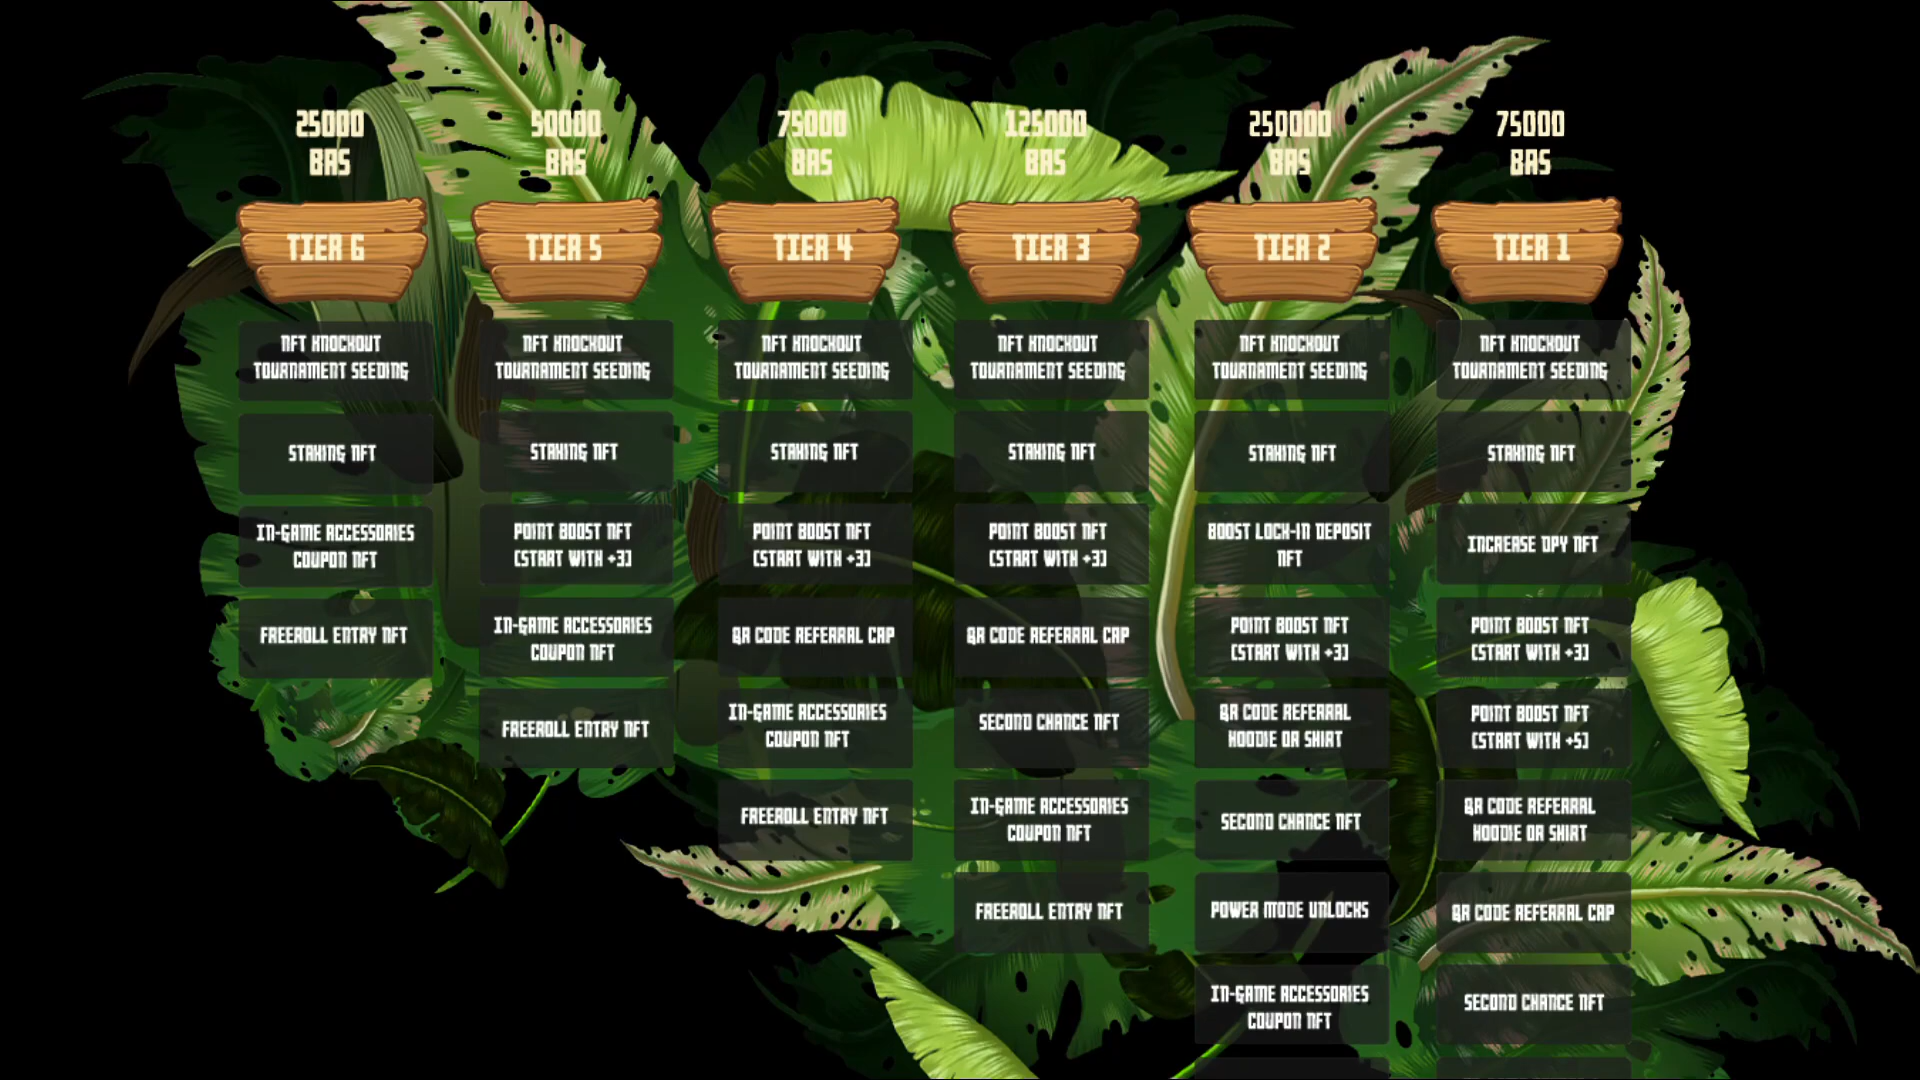 25000
BAS
50000
BAS
75000
BAS
125000
BAS
250000
BAS
75000
BAS
TIER 6
TIER 5
TIER 4
TIER 3
TIER 2
TIER 1
NFT KNOCKOUT
TOURNAMENT SEEDING
STAKING NFT
IN-GAME ACCESSORIES
COUPON NFT
FREEROLL ENTRY NFT
NFT KNOCKOUT
TOURNAMENT SEEDING
STAKING NFT
POINT BOOST NFT
(START WITH +3)
IN-GAME ACCESSORIES
COUPON NFT
FREEROLL ENTRY NFT
NFT KNOCKOUT
TOURNAMENT SEEDING
STAKING NFT
POINT BOOST NFT
(START WITH +3)
QR CODE REFERRAL CAP
IN-GAME ACCESSORIES
COUPON NFT
FREEROLL ENTRY NFT
NFT KNOCKOUT
TOURNAMENT SEEDING
STAKING NFT
POINT BOOST NFT
(START WITH +3)
QR CODE REFERRAL CAP
SECOND CHANCE NFT
IN-GAME ACCESSORIES
COUPON NFT
FREEROLL ENTRY NFT
NFT KNOCKOUT
TOURNAMENT SEEDING
STAKING NFT
BOOST LOCK-IN DEPOSIT
NFT
POINT BOOST NFT
(START WITH +3)
QR CODE REFERRAL
HOODIE OR SHIRT
SECOND CHANCE NFT
POWER MODE UNLOCKS
IN-GAME ACCESSORIES
COUPON NFT
NFT KNOCKOUT
TOURNAMENT SEEDING
STAKING NFT
INCREASE DPY NFT
POINT BOOST NFT
(START WITH +3)
POINT BOOST NFT
(START WITH +5)
QR CODE REFERRAL
HOODIE OR SHIRT
QR CODE REFERRAL CAP
SECOND CHANCE NFT